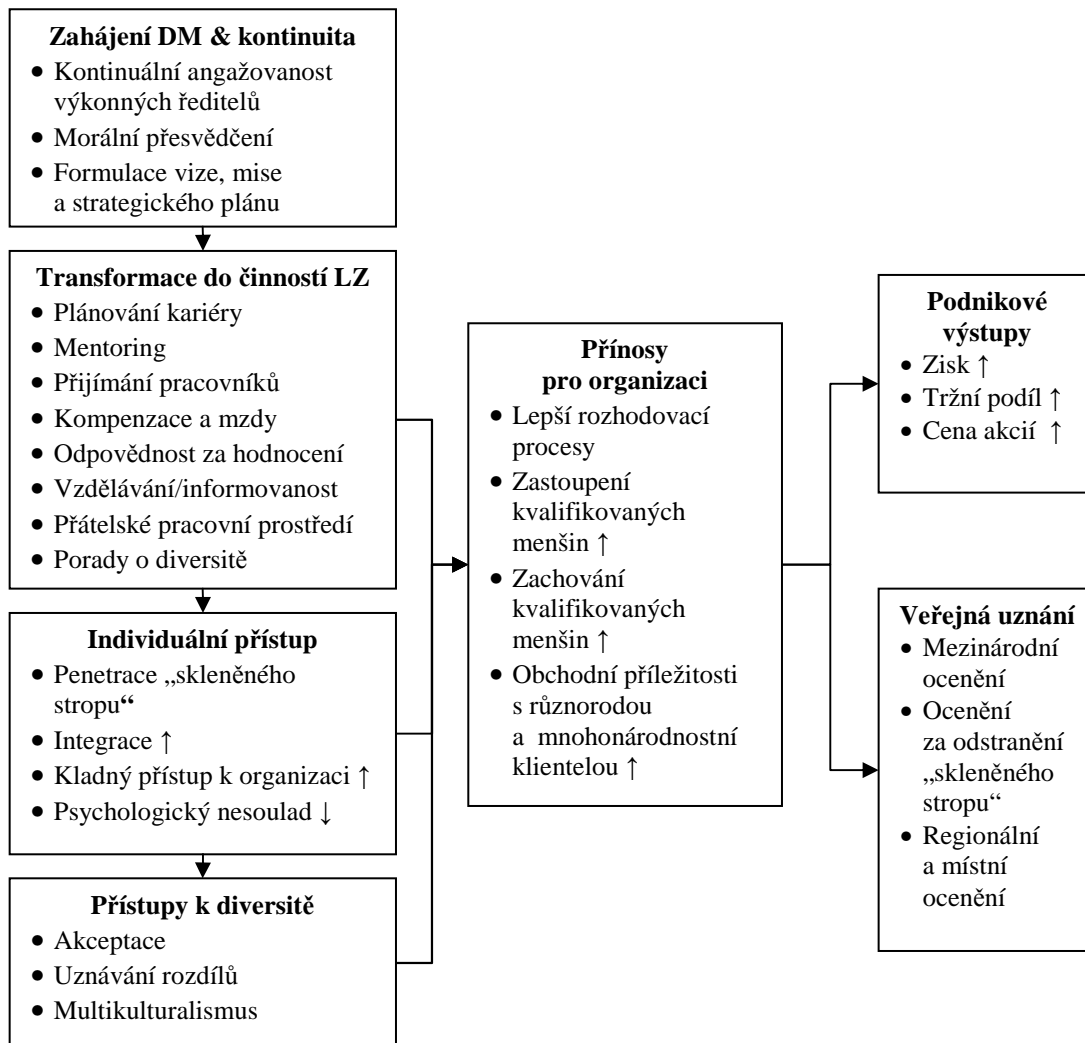 Zahájení DM & kontinuita
• Kontinuální angažovanost
výkonných ředitelů
• Morální přesvědčení
• Formulace vize, mise
a strategického plánu
Transformace do činností LZ
• Plánování kariéry
• Mentoring
• Přijímání pracovníků
• Kompenzace a mzdy
• Odpovědnost za hodnocení
• Vzdělávání/informovanost
• Přátelské pracovní prostředí
• Porady o diversitě
Individuální přístup
• Penetrace „skleněného
stropu“
• Integrace ↑
• Kladný přístup k organizaci ↑
• Psychologický nesoulad ↓
Přístupy k diversitě
• Akceptace
• Uznávání rozdílů
• Multikulturalismus
Přínosy
pro organizaci
• Lepší rozhodovací
procesy
• Zastoupení
kvalifikovaných
menšin ↑
• Zachování
kvalifikovaných
menšin ↑
• Obchodní příležitosti
s různorodou
a mnohonárodnostní
klientelou ↑
Podnikové
výstupy
• Zisk ↑
• Tržní podíl ↑
• Cena akcií ↑
Veřejná uznání
• Mezinárodní
ocenění
• Ocenění
za odstranění
„skleněného
stropu“
• Regionální
a místní
ocenění